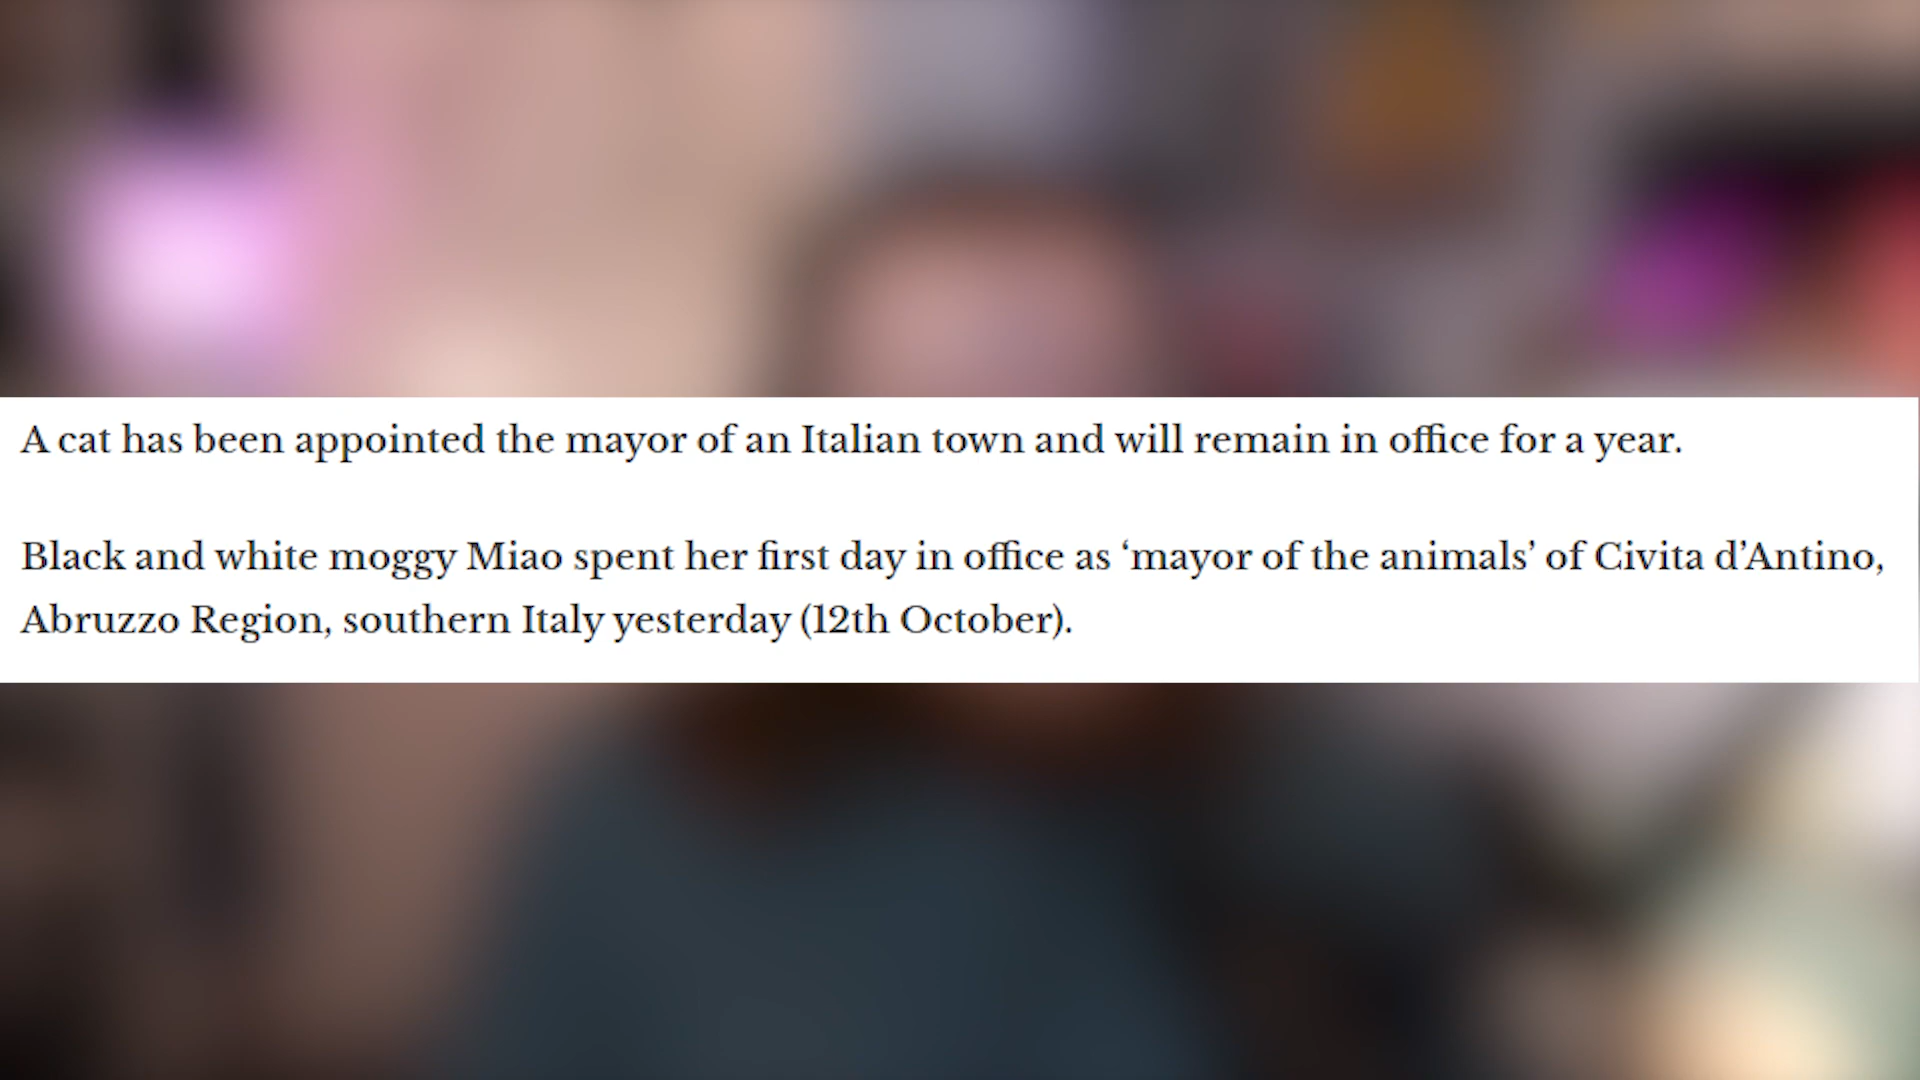 A cat has been appointed the mayor of an Italian town and will remain in office for a year.
Black and white moggy Miao spent her first day in office as ‘mayor of the animals’ of Civita d’Antino,
Abruzzo Region, southern Italy yesterday (12th October).